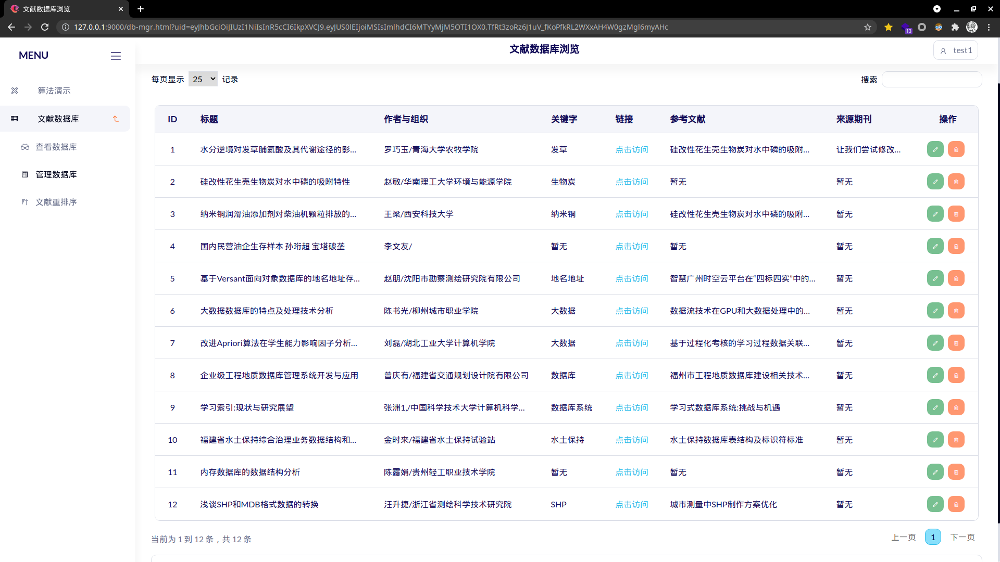 文献数据库浏览
127.0.0.1:9000/db-mgr.html?uid=eyJhbGciOiJIUzI1NiIsInR5cCI6IkpXVCJ9.eyJUS0lEIjoiMSIsImlhdCI6MTYyMjM5OTI1OX0.TfRt3zoRz6J1uV_fKoPfkRL2WXxAH4W0gzMgl6myAHc
13
MENU
文献数据库浏览
test1
算法演示
文献数据库
查看数据库
管理数据库
文献重排序
每页显示 25 记录
搜索
ID 标题 作者与组织 关键字 链接 参考文献 来源期刊 操作
1 水分逆境对发草脯氨酸及其代谢途径的影... 罗巧玉/青海大学农牧学院 发草 点击访问 硅改性花生壳生物炭对水中磷的吸附... 让我们尝试修改...
2 硅改性花生壳生物炭对水中磷的吸附特性 赵敏/华南理工大学环境与能源学院 生物炭 点击访问 暂无 暂无
3 纳米铜润滑油添加剂对柴油机颗粒排放的... 王梁/西安科技大学 纳米铜 点击访问 硅改性花生壳生物炭对水中磷的吸附... 暂无
4 国内民营油企生存样本 孙珩超 宝塔破垄 李文友/ 暂无 点击访问 暂无 暂无
5 基于Versant面向对象数据库的地名地址存... 赵朋/沈阳市勘察测绘研究院有限公司 地名地址 点击访问 智慧广州时空云平台在“四标四实”中的... 暂无
6 大数据数据库的特点及处理技术分析 陈书光/柳州城市职业学院 大数据 点击访问 数据流技术在GPU和大数据处理中的... 暂无
7 改进Apriori算法在学生能力影响因子分析... 刘磊/湖北工业大学计算机学院 大数据 点击访问 基于过程化考核的学习过程数据关联... 暂无
8 企业级工程地质数据库管理系统开发与应用 曾庆有/福建省交通规划设计院有限公司 数据库 点击访问 福州市工程地质数据库建设相关技术... 暂无
9 学习索引:现状与研究展望 张洲1,/中国科学技术大学计算机科学... 数据库系统 点击访问 学习式数据库系统:挑战与机遇 暂无
10 福建省水土保持综合治理业务数据结构和... 金时来/福建省水土保持试验站 水土保持 点击访问 水土保持数据库表结构及标识符标准 暂无
11 内存数据库的数据结构分析 陈露娟/贵州轻工职业技术学院 暂无 点击访问 暂无 暂无
12 浅谈SHP和MDB格式数据的转换 汪升捷/浙江省测绘科学技术研究院 SHP 点击访问 城市测量中SHP制作方案优化 暂无
当前为 1 到 12 条，共 12 条
上一页 1 下一页